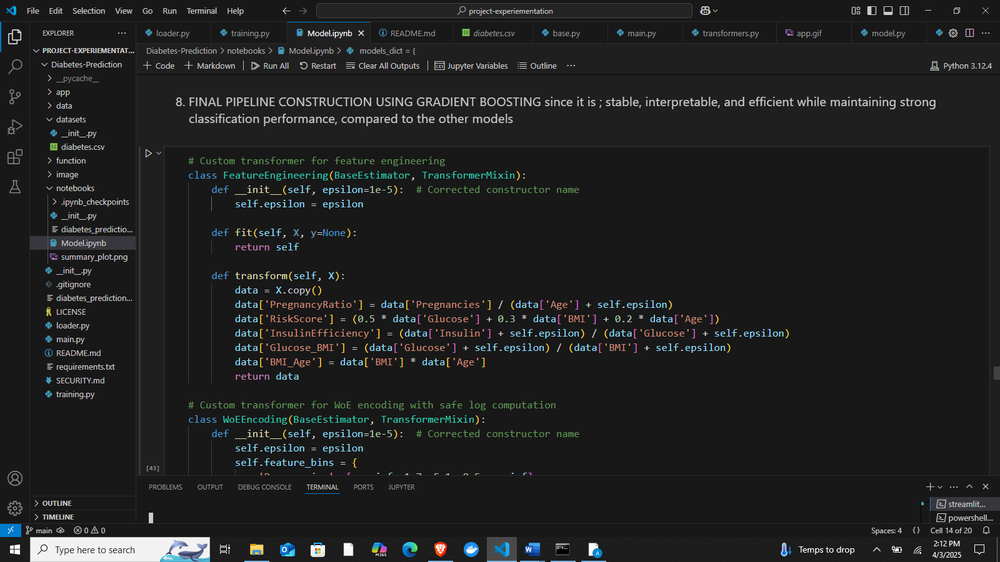 File Edit Selection View Go Run Terminal Help
project-experiementation
EXPLORER
loader.py training.py Model.ipynb README.md diabetes.csv base.py main.py transformers.py app.gif model.py
PROJECT-EXPERIEMENTAT...
Diabetes-Prediction
__pycache__
app
data
datasets
__init__.py
diabetes.csv
function
image
notebooks
.ipynb_checkpoints
__init__.py
diabetes_predictio...
Model.ipynb
summary_plot.png
__init__.py
.gitignore
diabetes_prediction...
LICENSE
loader.py
main.py
README.md
requirements.txt
SECURITY.md
training.py
OUTLINE
TIMELINE
Diabetes-Prediction > notebooks > Model.ipynb > models_dict = {
Code Markdown Run All Restart Clear All Outputs Jupyter Variables Outline Python 3.12.4
8. FINAL PIPELINE CONSTRUCTION USING GRADIENT BOOSTING since it is ; stable, interpretable, and efficient while maintaining strong
classification performance, compared to the other models
# Custom transformer for feature engineering
class FeatureEngineering(BaseEstimator, TransformerMixin):
def __init__(self, epsilon=1e-5):  # Corrected constructor name
self.epsilon = epsilon
def fit(self, X, y=None):
return self
def transform(self, X):
data = X.copy()
data['PregnancyRatio'] = data['Pregnancies'] / (data['Age'] + self.epsilon)
data['RiskScore'] = (0.5 * data['Glucose'] + 0.3 * data['BMI'] + 0.2 * data['Age'])
data['InsulinEfficiency'] = (data['Insulin'] + self.epsilon) / (data['Glucose'] + self.epsilon)
data['Glucose_BMI'] = (data['Glucose'] + self.epsilon) / (data['BMI'] + self.epsilon)
data['BMI_Age'] = data['BMI'] * data['Age']
return data
# Custom transformer for WoE encoding with safe log computation
class WoEEncoding(BaseEstimator, TransformerMixin):
def __init__(self, epsilon=1e-5):  # Corrected constructor name
self.epsilon = epsilon
self.feature_bins = {
[43]
PROBLEMS OUTPUT DEBUG CONSOLE TERMINAL PORTS JUPYTER
streamlit...
powershell...
main 0 0 Spaces: 4 {} Cell 14 of 20
Type here to search
M365
Temps to drop
2:12 PM
4/3/2025